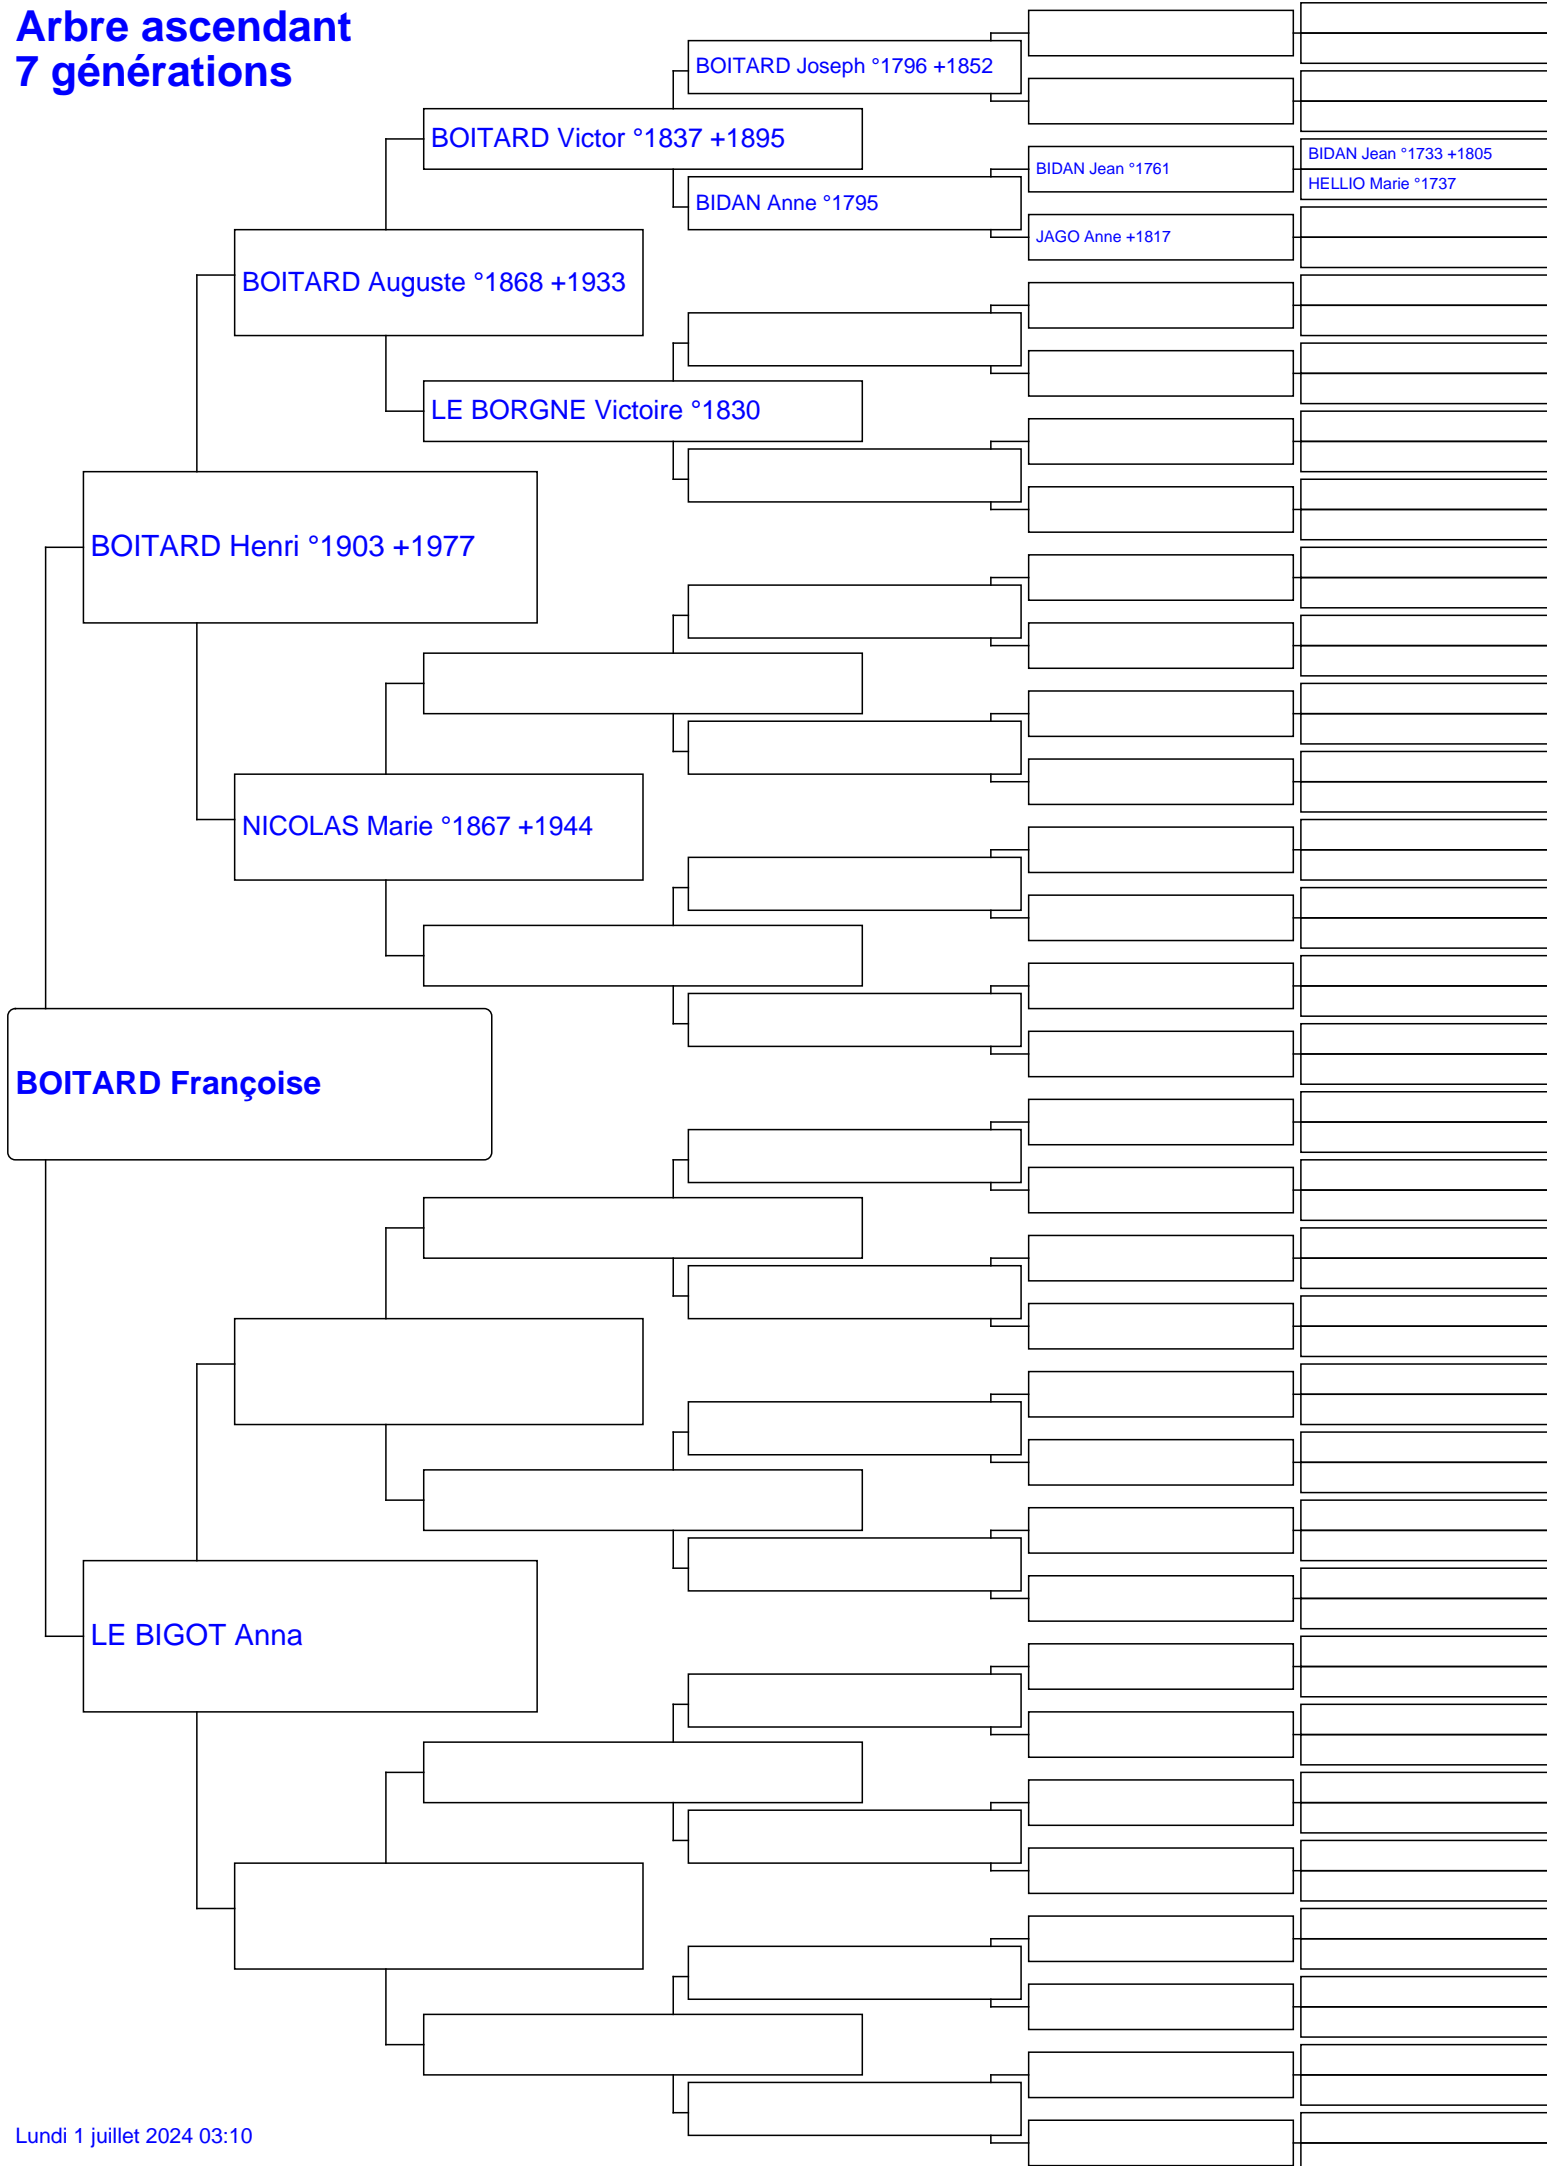 Arbre ascendant
7 générations
BOITARD Joseph °1796 +1852
BOITARD Victor °1837 +1895
BIDAN Jean °1733 +1805
BIDAN Jean °1761
HELLIO Marie °1737
BIDAN Anne °1795
JAGO Anne +1817
BOITARD Auguste °1868 +1933
LE BORGNE Victoire °1830
BOITARD Henri °1903 +1977
NICOLAS Marie °1867 +1944
BOITARD Françoise
LE BIGOT Anna
Lundi 1 juillet 2024 03:10